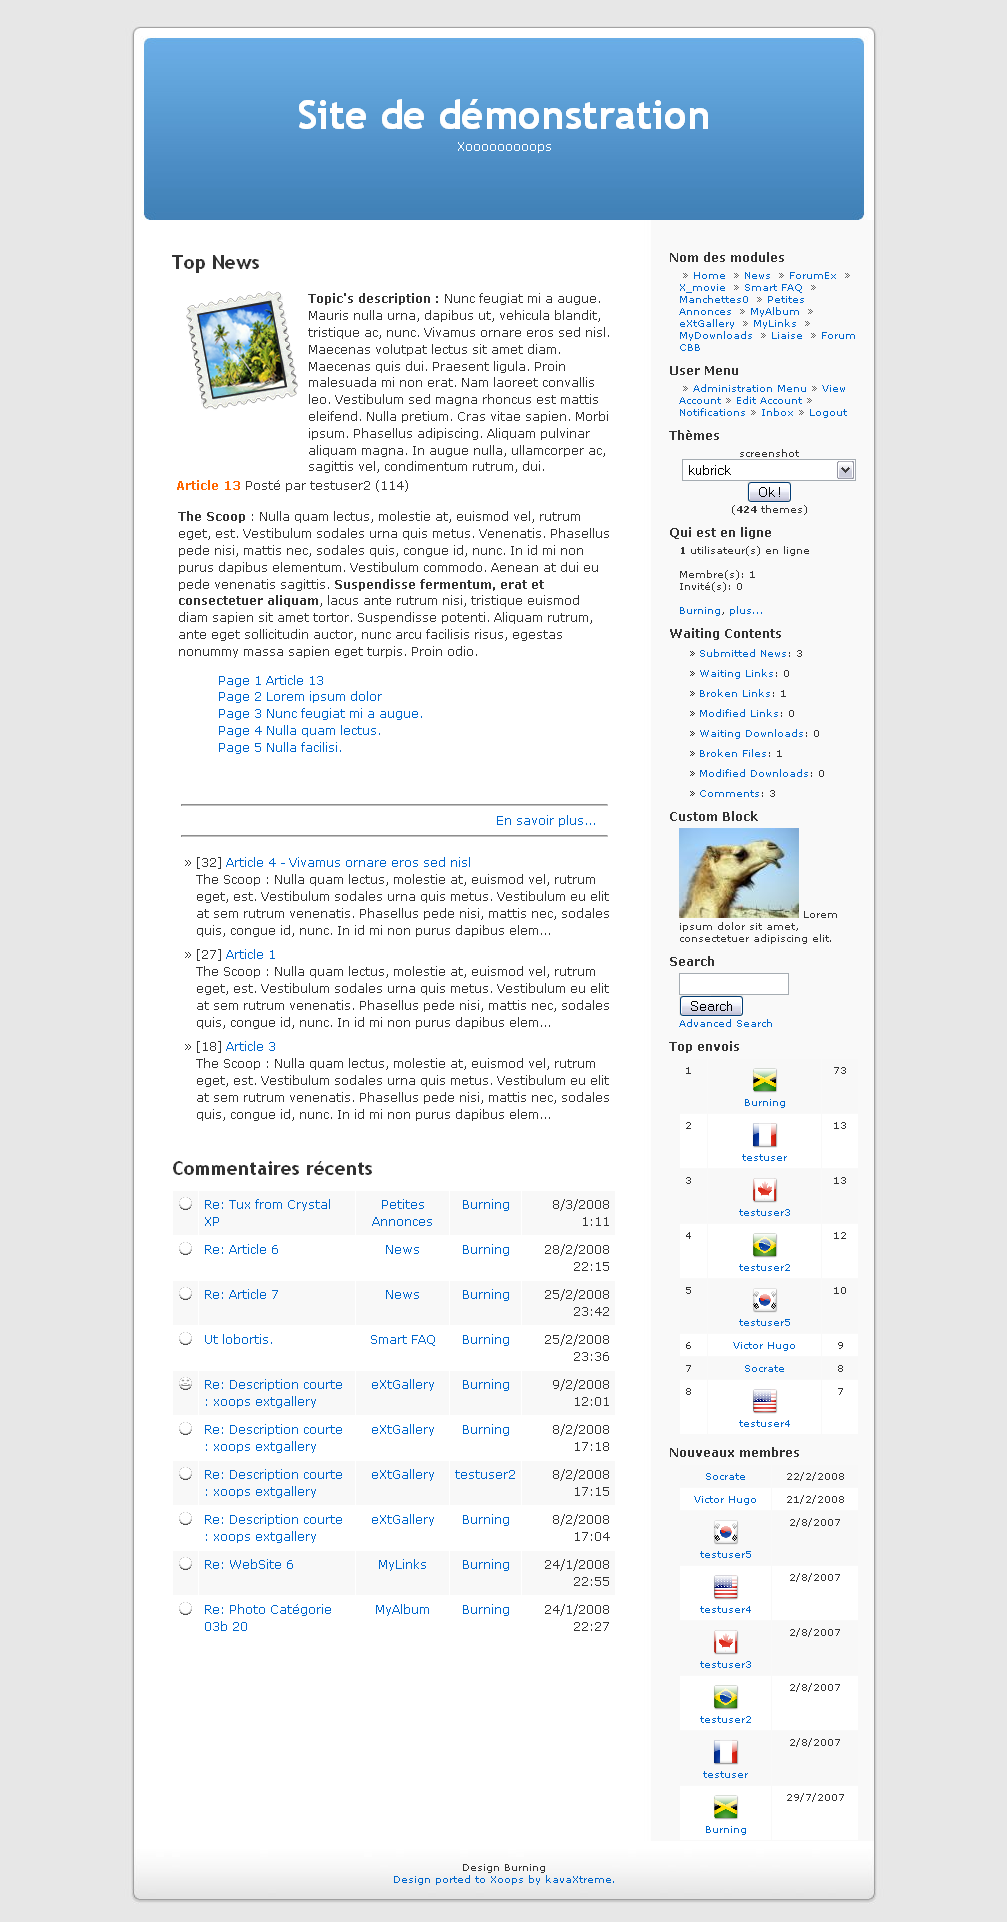 Site de démonstration
Xoooooooooops
Top News
Topic's description : Nunc feugiat mi a augue.
Mauris nulla urna, dapibus ut, vehicula blandit,
tristique ac, nunc. Vivamus ornare eros sed nisl.
Maecenas volutpat lectus sit amet diam.
Maecenas quis dui. Praesent ligula. Proin
malesuada mi non erat. Nam laoreet convallis
leo. Vestibulum sed magna rhoncus est mattis
eleifend. Nulla pretium. Cras vitae sapien. Morbi
ipsum. Phasellus adipiscing. Aliquam pulvinar
aliquam magna. In augue nulla, ullamcorper ac,
sagittis vel, condimentum rutrum, dui.
Article 13 Posté par testuser2 (114)
The Scoop : Nulla quam lectus, molestie at, euismod vel, rutrum
eget, est. Vestibulum sodales urna quis metus. Venenatis. Phasellus
pede nisi, mattis nec, sodales quis, congue id, nunc. In id mi non
purus dapibus elementum. Vestibulum commodo. Aenean at dui eu
pede venenatis sagittis. Suspendisse fermentum, erat et
consectetuer aliquam, lacus ante rutrum nisi, tristique euismod
diam sapien sit amet tortor. Suspendisse potenti. Aliquam rutrum,
ante eget sollicitudin auctor, nunc arcu facilisis risus, egestas
nonummy massa sapien eget turpis. Proin odio.
Page 1 Article 13
Page 2 Lorem ipsum dolor
Page 3 Nunc feugiat mi a augue.
Page 4 Nulla quam lectus.
Page 5 Nulla facilisi.
En savoir plus...
» [32] Article 4 - Vivamus ornare eros sed nisl
The Scoop : Nulla quam lectus, molestie at, euismod vel, rutrum
eget, est. Vestibulum sodales urna quis metus. Vestibulum eu elit
at sem rutrum venenatis. Phasellus pede nisi, mattis nec, sodales
quis, congue id, nunc. In id mi non purus dapibus elem...
» [27] Article 1
The Scoop : Nulla quam lectus, molestie at, euismod vel, rutrum
eget, est. Vestibulum sodales urna quis metus. Vestibulum eu elit
at sem rutrum venenatis. Phasellus pede nisi, mattis nec, sodales
quis, congue id, nunc. In id mi non purus dapibus elem...
» [18] Article 3
The Scoop : Nulla quam lectus, molestie at, euismod vel, rutrum
eget, est. Vestibulum sodales urna quis metus. Vestibulum eu elit
at sem rutrum venenatis. Phasellus pede nisi, mattis nec, sodales
quis, congue id, nunc. In id mi non purus dapibus elem...
Commentaires récents
Re: Tux from Crystal Petites Burning 8/3/2008
XP Annonces 1:11
Re: Article 6 News Burning 28/2/2008
22:15
Re: Article 7 News Burning 25/2/2008
23:42
Ut lobortis. Smart FAQ Burning 25/2/2008
23:36
Re: Description courte eXtGallery Burning 9/2/2008
: xoops extgallery 12:01
Re: Description courte eXtGallery Burning 8/2/2008
: xoops extgallery 17:18
Re: Description courte eXtGallery testuser2 8/2/2008
: xoops extgallery 17:15
Re: Description courte eXtGallery Burning 8/2/2008
: xoops extgallery 17:04
Re: WebSite 6 MyLinks Burning 24/1/2008
22:55
Re: Photo Catégorie MyAlbum Burning 24/1/2008
03b 20 22:27
Nom des modules
» Home » News » ForumEx »
X_movie » Smart FAQ »
Manchettes0 » Petites
Annonces » MyAlbum »
eXtGallery » MyLinks »
MyDownloads » Liaise » Forum
CBB
User Menu
» Administration Menu » View
Account » Edit Account »
Notifications » Inbox » Logout
Thèmes
screenshot
kubrick
Ok !
(424 themes)
Qui est en ligne
1 utilisateur(s) en ligne
Membre(s): 1
Invité(s): 0
Burning, plus...
Waiting Contents
» Submitted News: 3
» Waiting Links: 0
» Broken Links: 1
» Modified Links: 0
» Waiting Downloads: 0
» Broken Files: 1
» Modified Downloads: 0
» Comments: 3
Custom Block
Lorem
ipsum dolor sit amet,
consectetuer adipiscing elit.
Search
Search
Advanced Search
Top envois
1 73
Burning
2 13
testuser
3 13
testuser3
4 12
testuser2
5 10
testuser5
6 Victor Hugo 9
7 Socrate 8
8 7
testuser4
Nouveaux membres
Socrate 22/2/2008
Victor Hugo 21/2/2008
2/8/2007
testuser5
2/8/2007
testuser4
2/8/2007
testuser3
2/8/2007
testuser2
2/8/2007
testuser
29/7/2007
Burning
Design Burning
Design ported to Xoops by kavaXtreme.